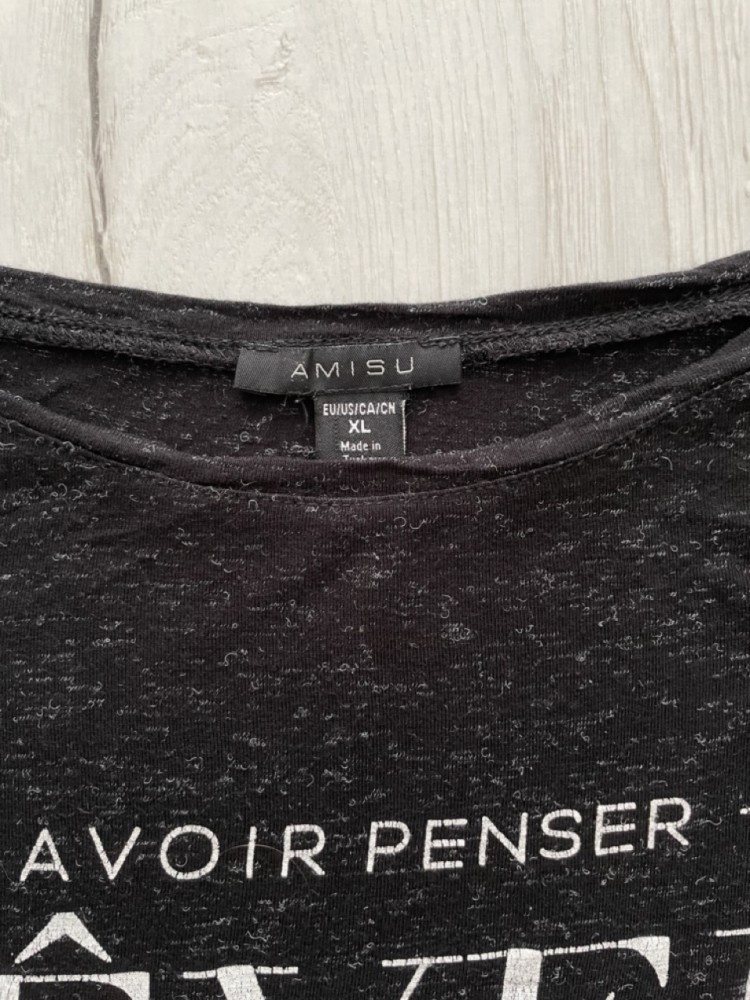 AMISU
EU/US/CA/CN
XL
Made in
AVOIR PENSER